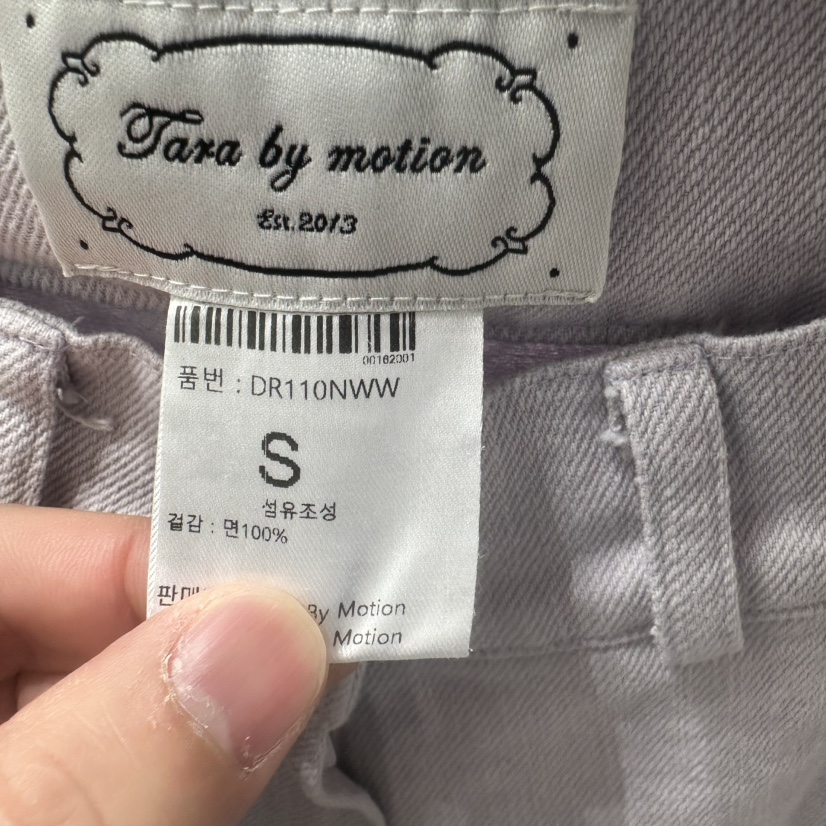 Tara by motion
Est. 2013
00162001
품번 : DR110NWW
S
섬유조성
겉감 : 면100%
By Motion
Motion